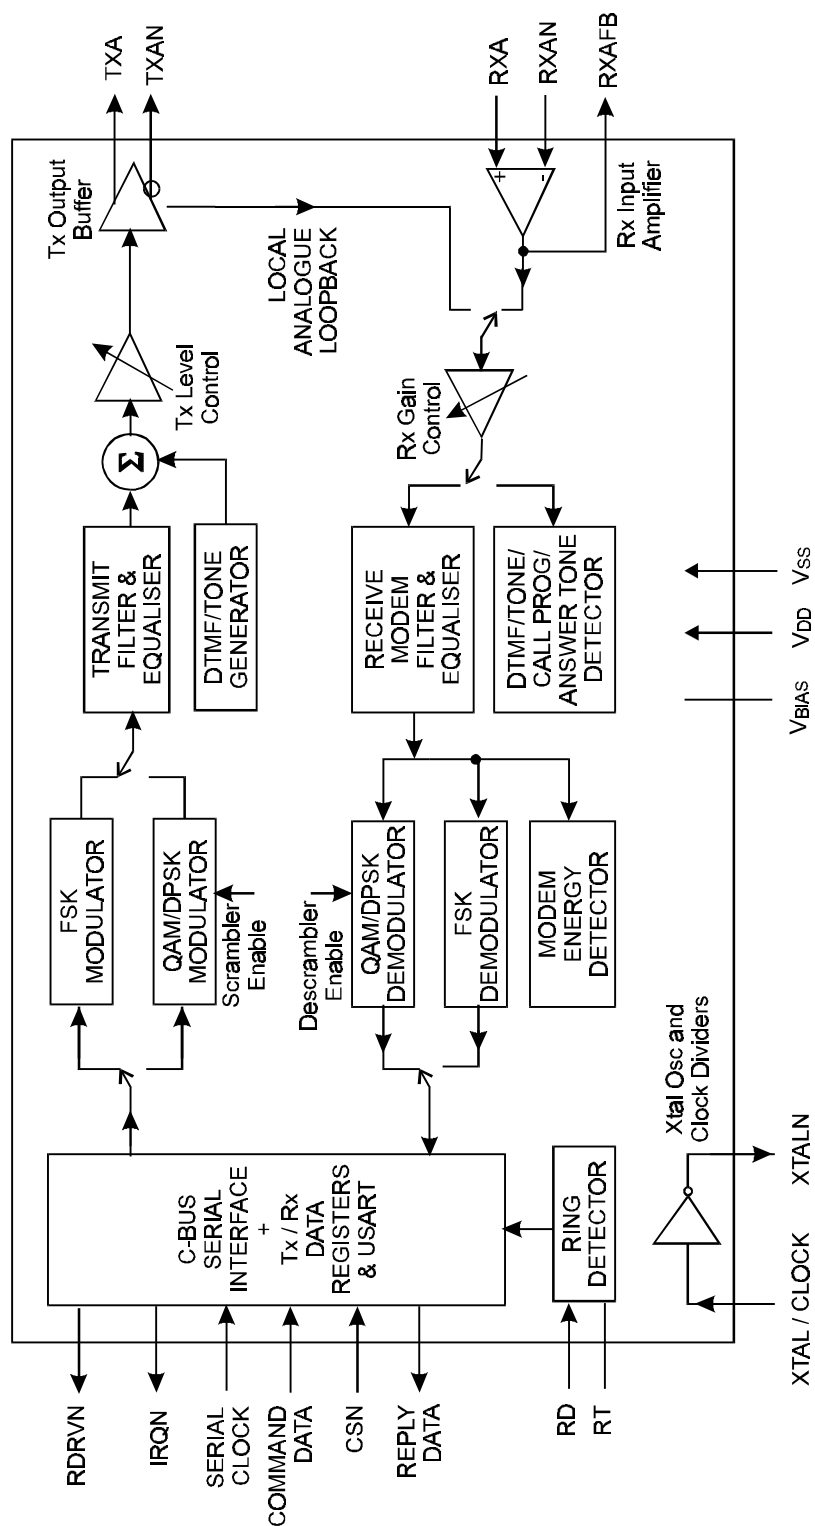 TXA
TXAN
RXA
RXAN
RXAFB
Tx Output
Buffer
+
-
Rx Input
Amplifier
LOCAL
ANALOGUE
LOOPBACK
Tx Level
Control
Rx Gain
Control
Σ
TRANSMIT
FILTER &
EQUALISER
DTMF/TONE
GENERATOR
RECEIVE
MODEM
FILTER &
EQUALISER
DTMF/TONE/
CALL PROG/
ANSWER TONE
DETECTOR
VSS
VDD
VBIAS
FSK
MODULATOR
QAM/DPSK
MODULATOR
Scrambler
Enable
Descrambler
Enable
QAM/DPSK
DEMODULATOR
FSK
DEMODULATOR
MODEM
ENERGY
DETECTOR
Xtal Osc and
Clock Dividers
C-BUS
SERIAL
INTERFACE
+
Tx / Rx
DATA
REGISTERS
& USART
RING
DETECTOR
XTALN
XTAL / CLOCK
RDRVN
IRQN
SERIAL
CLOCK
COMMAND
DATA
CSN
REPLY
DATA
RD
RT